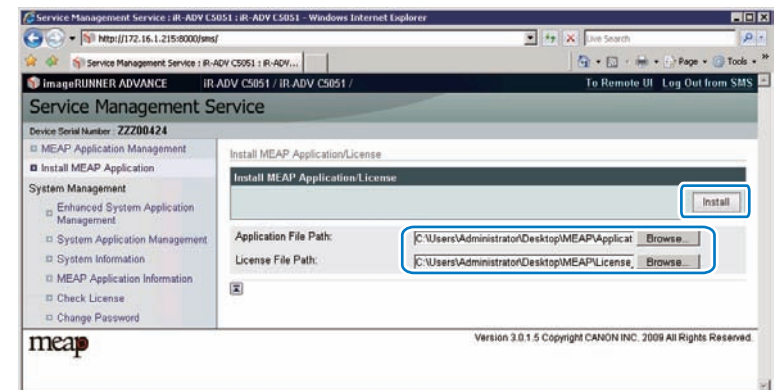 Service Management Service : iR-ADV C5051 : iR-ADV C5051 - Windows Internet Explorer
http://172.16.1.215:8000/sms/
Live Search
Service Management Service : iR-ADV C5051 : iR-ADV...
Page
Tools
imageRUNNER ADVANCE
iR-ADV C5051 / iR-ADV C5051 /
To Remote UI Log Out from SMS
Service Management Service
Device Serial Number : ZZZ00424
MEAP Application Management
Install MEAP Application/License
Install MEAP Application
Install MEAP Application/License
System Management
Install
Enhanced System Application
Management
System Application Management
Application File Path:
C:\Users\Administrator\Desktop\MEAP\Applicat
Browse...
System Information
License File Path:
C:\Users\Administrator\Desktop\MEAP\License_
Browse...
MEAP Application Information
Check License
Change Password
meap
Version 3.0.1.5 Copyright CANON INC. 2009 All Rights Reserved.